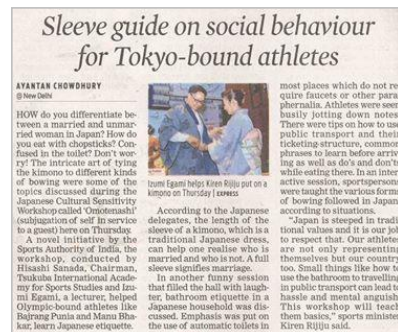 Sleeve guide on social behaviour
for Tokyo-bound athletes
AYANTAN CHOWDHURY
@ New Delhi
HOW do you differentiate be-
tween a married and unmar-
ried woman in Japan? How do
you eat with chopsticks? Con-
fused in the toilet? Don't wor-
ry! The intricate art of tying
the kimono to different kinds
of bowing were some of the
topics discussed during the
Japanese Cultural Sensitivity
Workshop called 'Omotenashi'
(subjugation of self in service
to a guest) here on Thursday.
A novel initiative by the
Sports Authority of India, the
workshop, conducted by
Hisashi Sanada, Chairman,
Tsukuba International Acade-
my for Sports Studies and Izu-
mi Egami, a lecturer, helped
Olympic-bound athletes like
Bajrang Punia and Manu Bha-
kar, learn Japanese etiquette.
Izumi Egami helps Kiren Rijiju put on a
kimono on Thursday | EXPRESS
According to the Japanese
delegates, the length of the
sleeve of a kimono, which is a
traditional Japanese dress,
can help one realise who is
married and who is not. A full
sleeve signifies marriage.
In another funny session
that filled the hall with laugh-
ter, bathroom etiquette in a
Japanese household was dis-
cussed. Emphasis was put on
the use of automatic toilets in
most places which do not re-
quire faucets or other para
phernalia. Athletes were seen
busily jotting down notes
There were tips on how to use
public transport and their
ticketing-structure, common
phrases to learn before arriv
ing as well as do's and don't
while eating there. In an inter
active session, sportsperson
were taught the various forms
of bowing followed in Japan
according to situations.
"Japan is steeped in tradi
tional values and it is our job
to respect that. Our athlete
are not only representing
themselves but our country
too. Small things like how to
use the bathroom to travelling
in public transport can lead to
hassle and mental anguish
This workshop will teach
them basics," sports minister
Kiren Rijiju said.